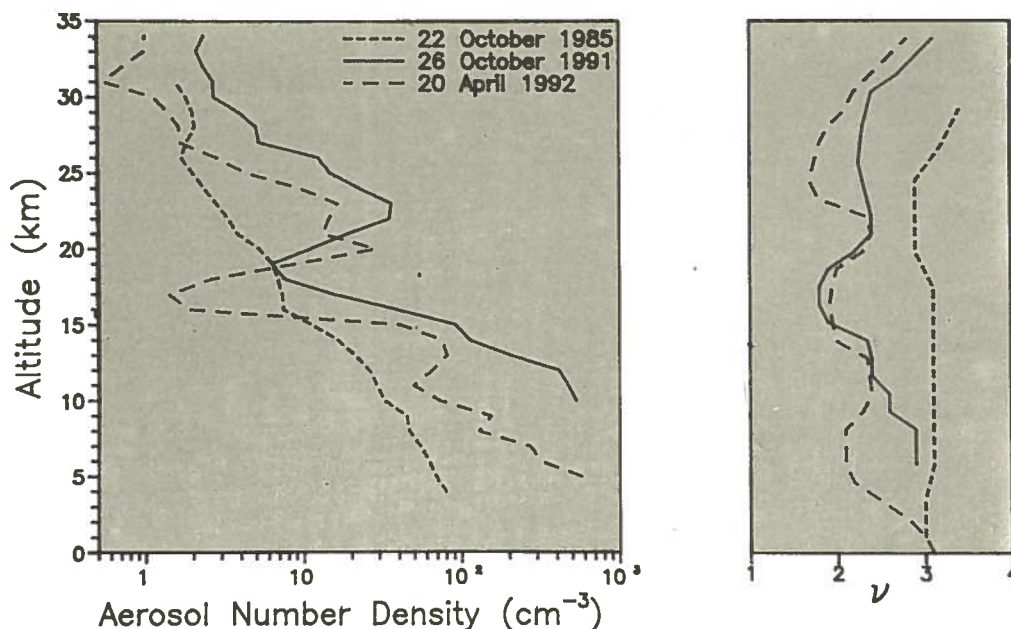 35
30
25
20
15
10
5
0
Altitude (km)
22 October 1985
26 October 1991
20 April 1992
1 10 10² 10³
Aerosol Number Density (cm⁻³)
1 2 3 4
ν